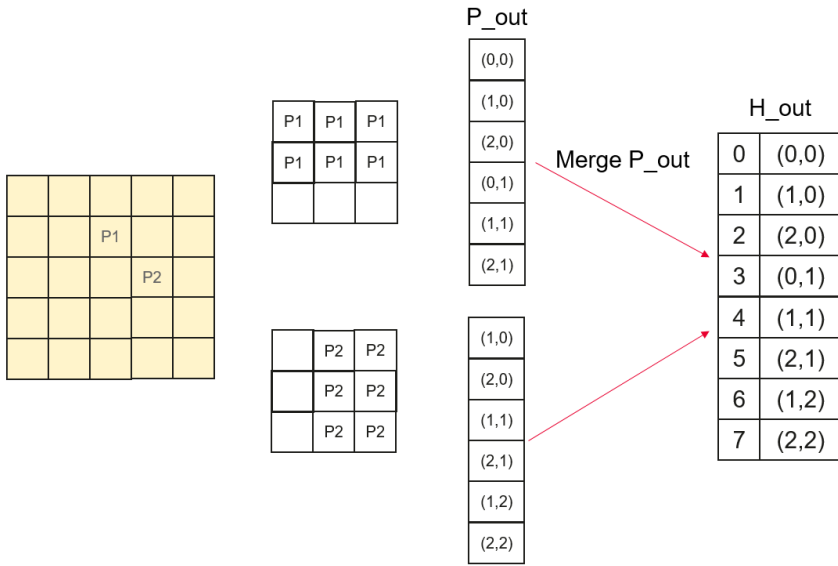 P1
P2
P1 P1 P1
P1 P1 P1
P2 P2
P2 P2
P2 P2
P_out
(0,0)
(1,0)
(2,0)
(0,1)
(1,1)
(2,1)
(1,0)
(2,0)
(1,1)
(2,1)
(1,2)
(2,2)
Merge P_out
H_out
0 (0,0)
1 (1,0)
2 (2,0)
3 (0,1)
4 (1,1)
5 (2,1)
6 (1,2)
7 (2,2)